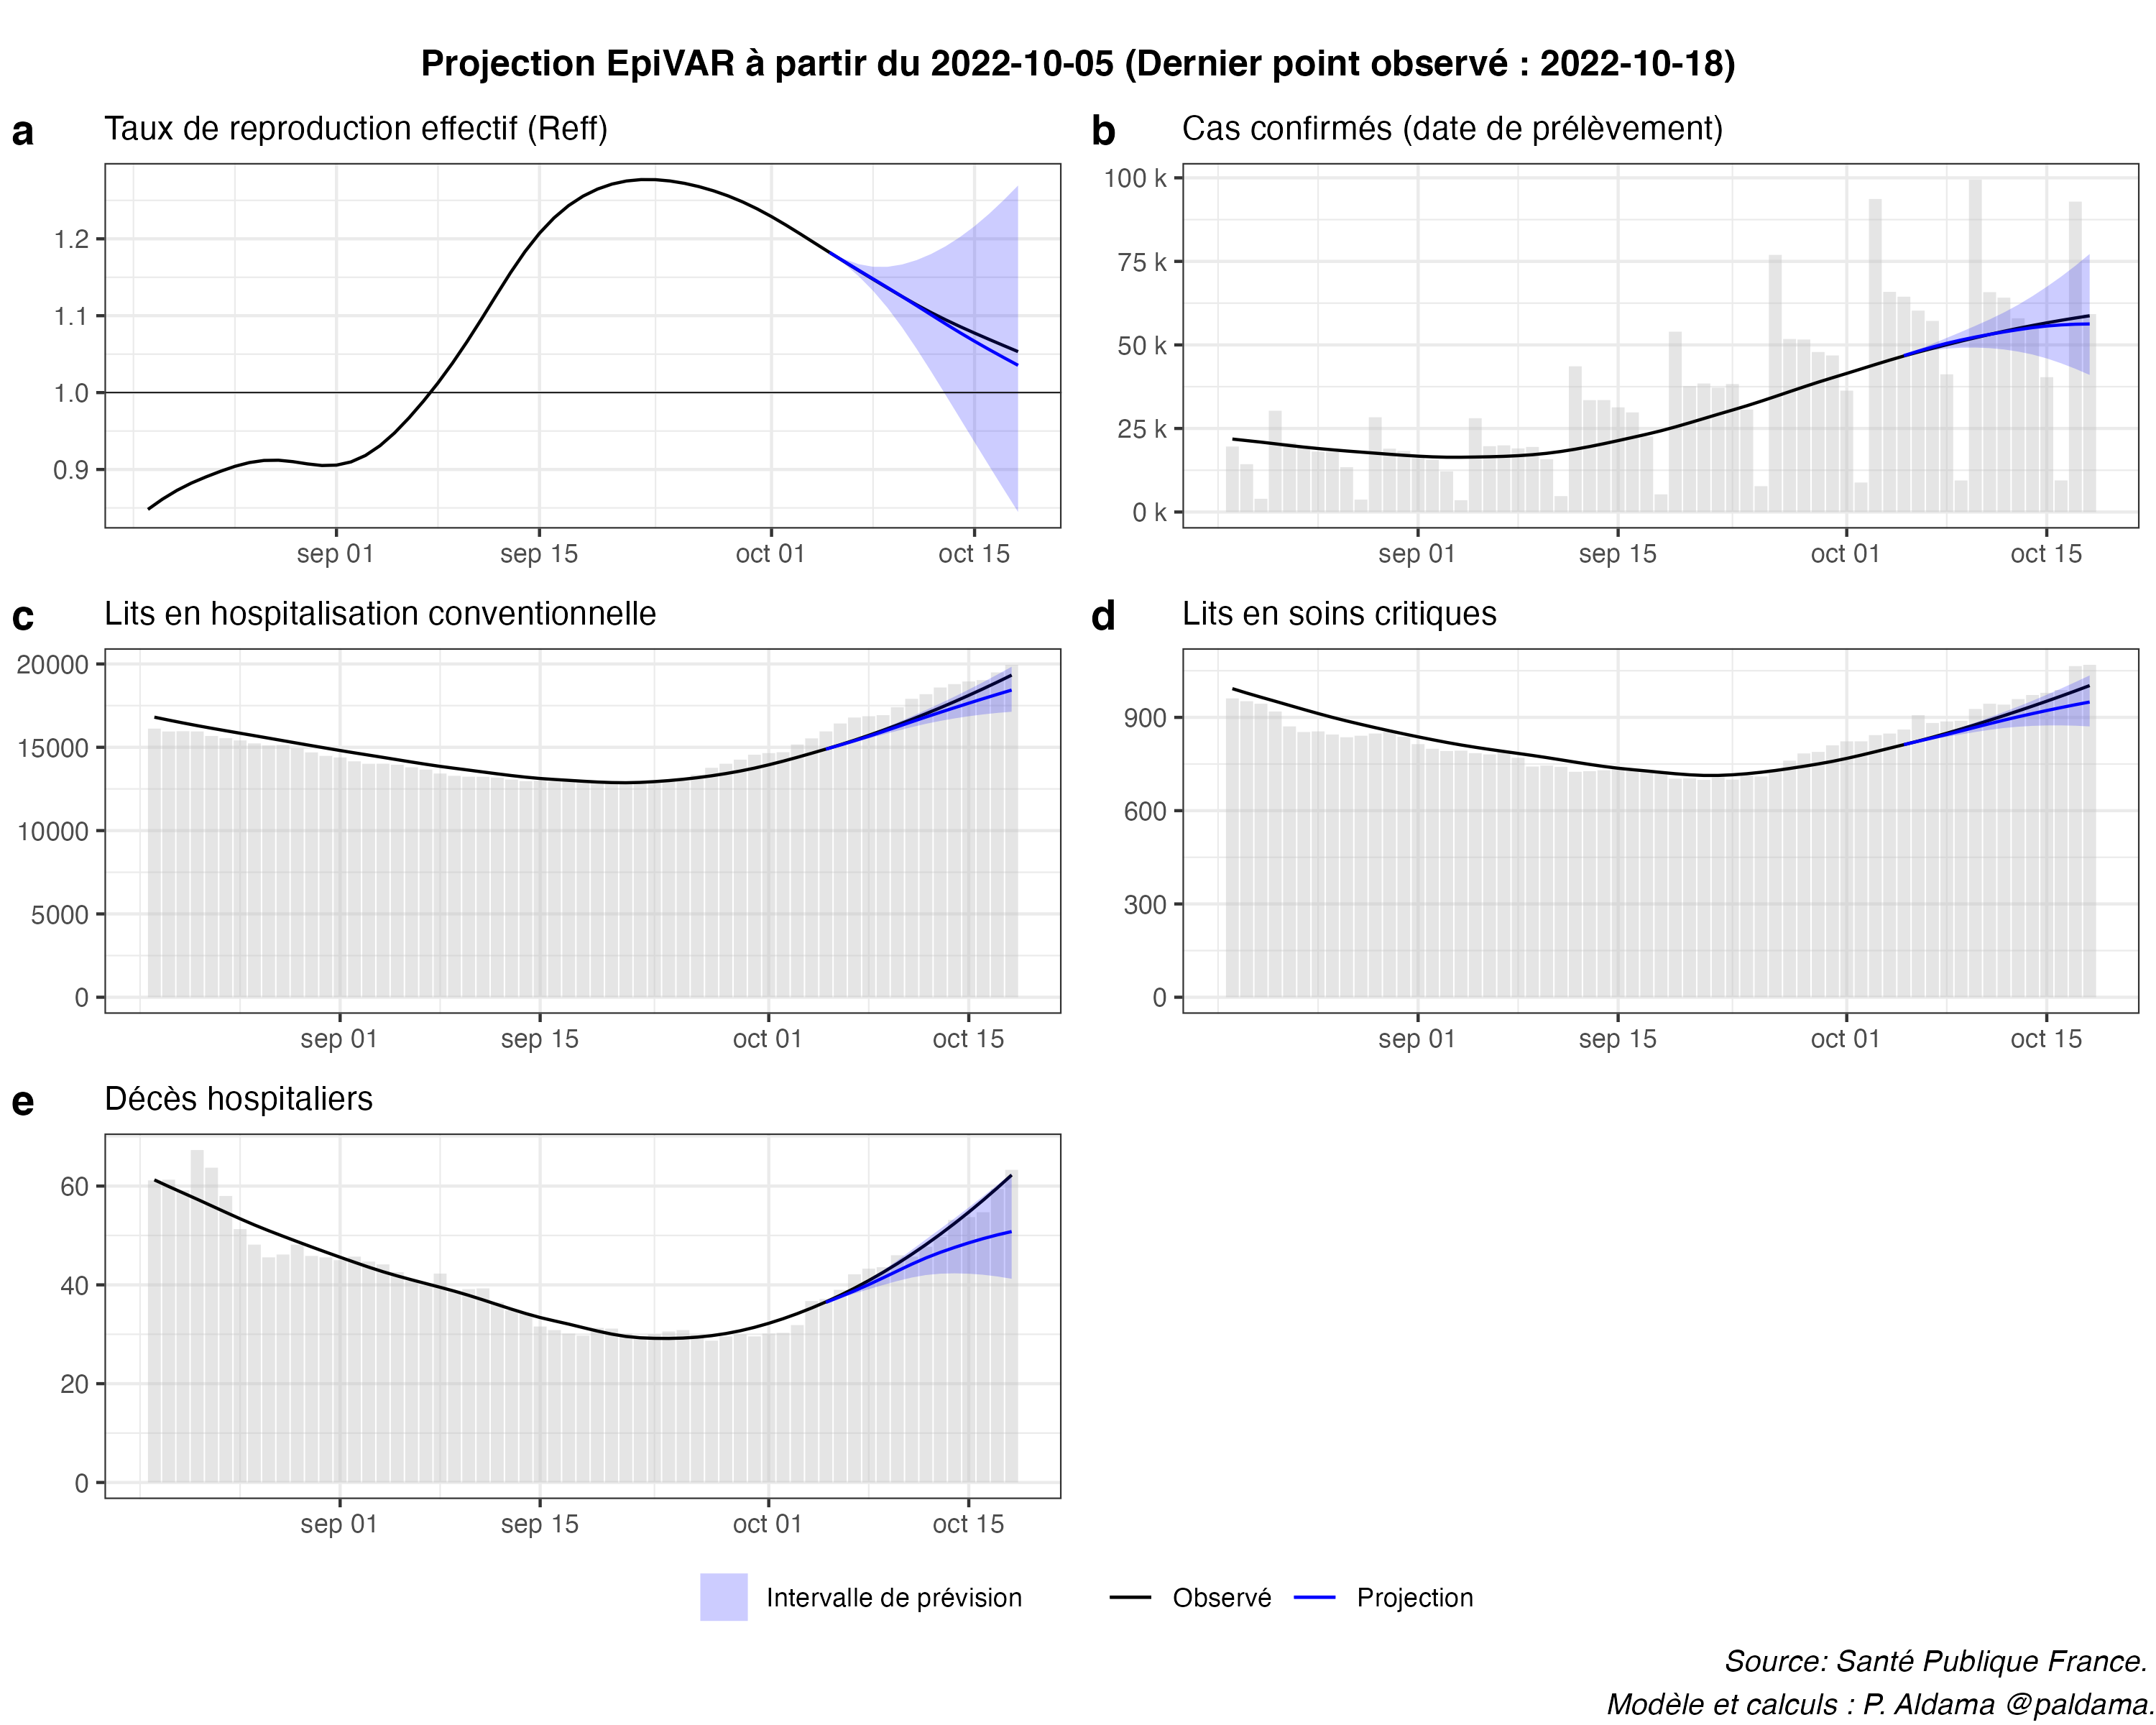 Projection EpiVAR à partir du 2022-10-05 (Dernier point observé : 2022-10-18)
a
Taux de reproduction effectif (Reff)
1.2
1.1
1.0
0.9
sep 01
sep 15
oct 01
oct 15
b
Cas confirmés (date de prélèvement)
100 k
75 k
50 k
25 k
0 k
sep 01
sep 15
oct 01
oct 15
c
Lits en hospitalisation conventionnelle
20000
15000
10000
5000
0
sep 01
sep 15
oct 01
oct 15
d
Lits en soins critiques
900
600
300
0
sep 01
sep 15
oct 01
oct 15
e
Décès hospitaliers
60
40
20
0
sep 01
sep 15
oct 01
oct 15
Intervalle de prévision
Observé
Projection
Source: Santé Publique France.
Modèle et calculs : P. Aldama @paldama.